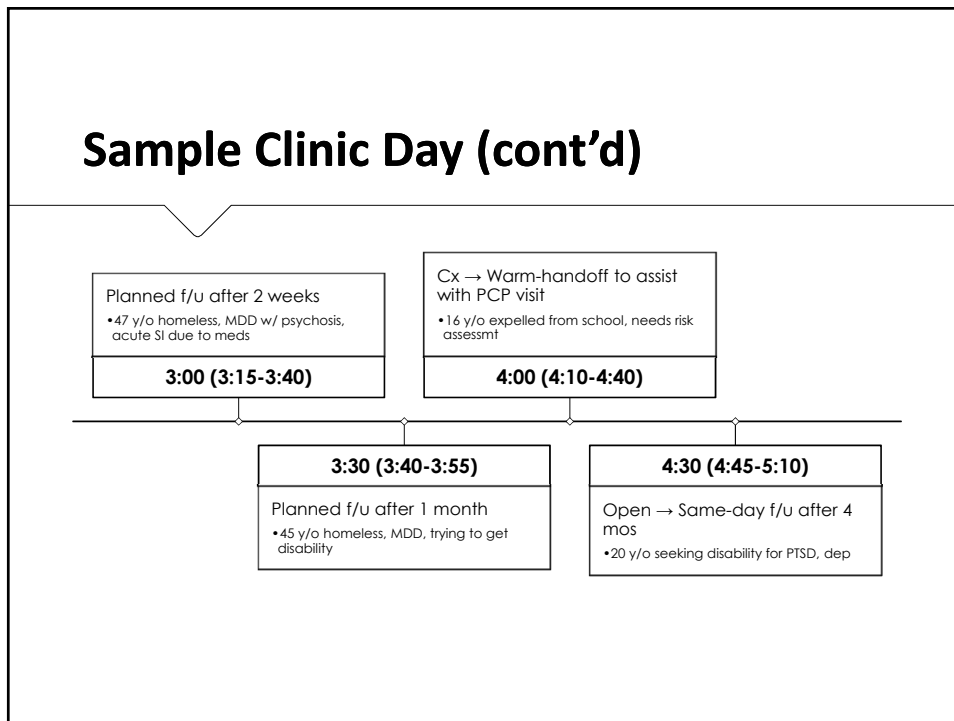 Sample Clinic Day (cont’d)
Planned f/u after 2 weeks
•47 y/o homeless, MDD w/ psychosis,
acute SI due to meds
3:00 (3:15-3:40)
3:30 (3:40-3:55)
Planned f/u after 1 month
•45 y/o homeless, MDD, trying to get
disability
Cx → Warm-handoff to assist
with PCP visit
•16 y/o expelled from school, needs risk
assessmt
4:00 (4:10-4:40)
4:30 (4:45-5:10)
Open → Same-day f/u after 4
mos
•20 y/o seeking disability for PTSD, dep